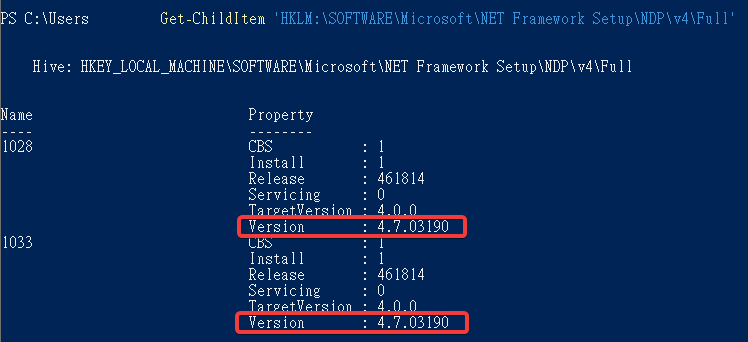 PS C:\Users Get-ChildItem 'HKLM:\SOFTWARE\Microsoft\NET Framework Setup\NDP\v4\Full'
Hive: HKEY_LOCAL_MACHINE\SOFTWARE\Microsoft\NET Framework Setup\NDP\v4\Full
Name Property
---- --------
1028 CBS : 1
Install : 1
Release : 461814
Servicing : 0
TargetVersion : 4.0.0
Version : 4.7.03190
1033 CBS : 1
Install : 1
Release : 461814
Servicing : 0
TargetVersion : 4.0.0
Version : 4.7.03190